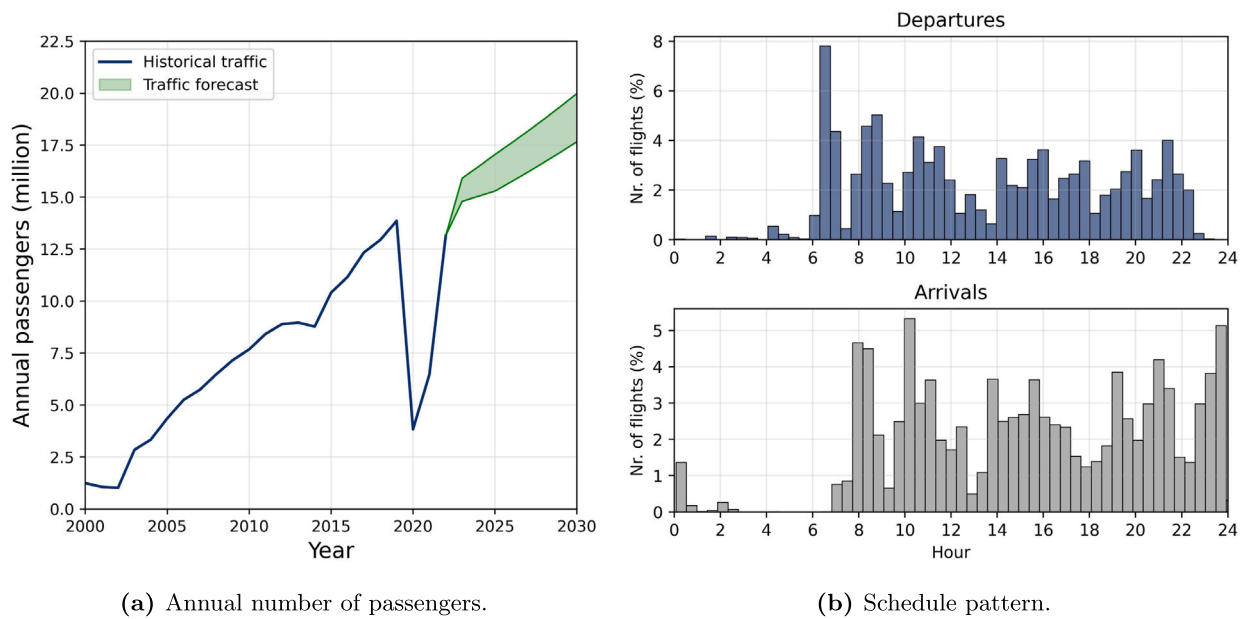 Historical traffic
Traffic forecast
22.5
20.0
17.5
15.0
12.5
10.0
7.5
5.0
2.5
0.0
Annual passengers (million)
2000 2005 2010 2015 2020 2025 2030
Year
(a) Annual number of passengers.
Departures
Nr. of flights (%)
8
6
4
2
0
0 2 4 6 8 10 12 14 16 18 20 22 24
Arrivals
Nr. of flights (%)
5
4
3
2
1
0
0 2 4 6 8 10 12 14 16 18 20 22 24
Hour
(b) Schedule pattern.